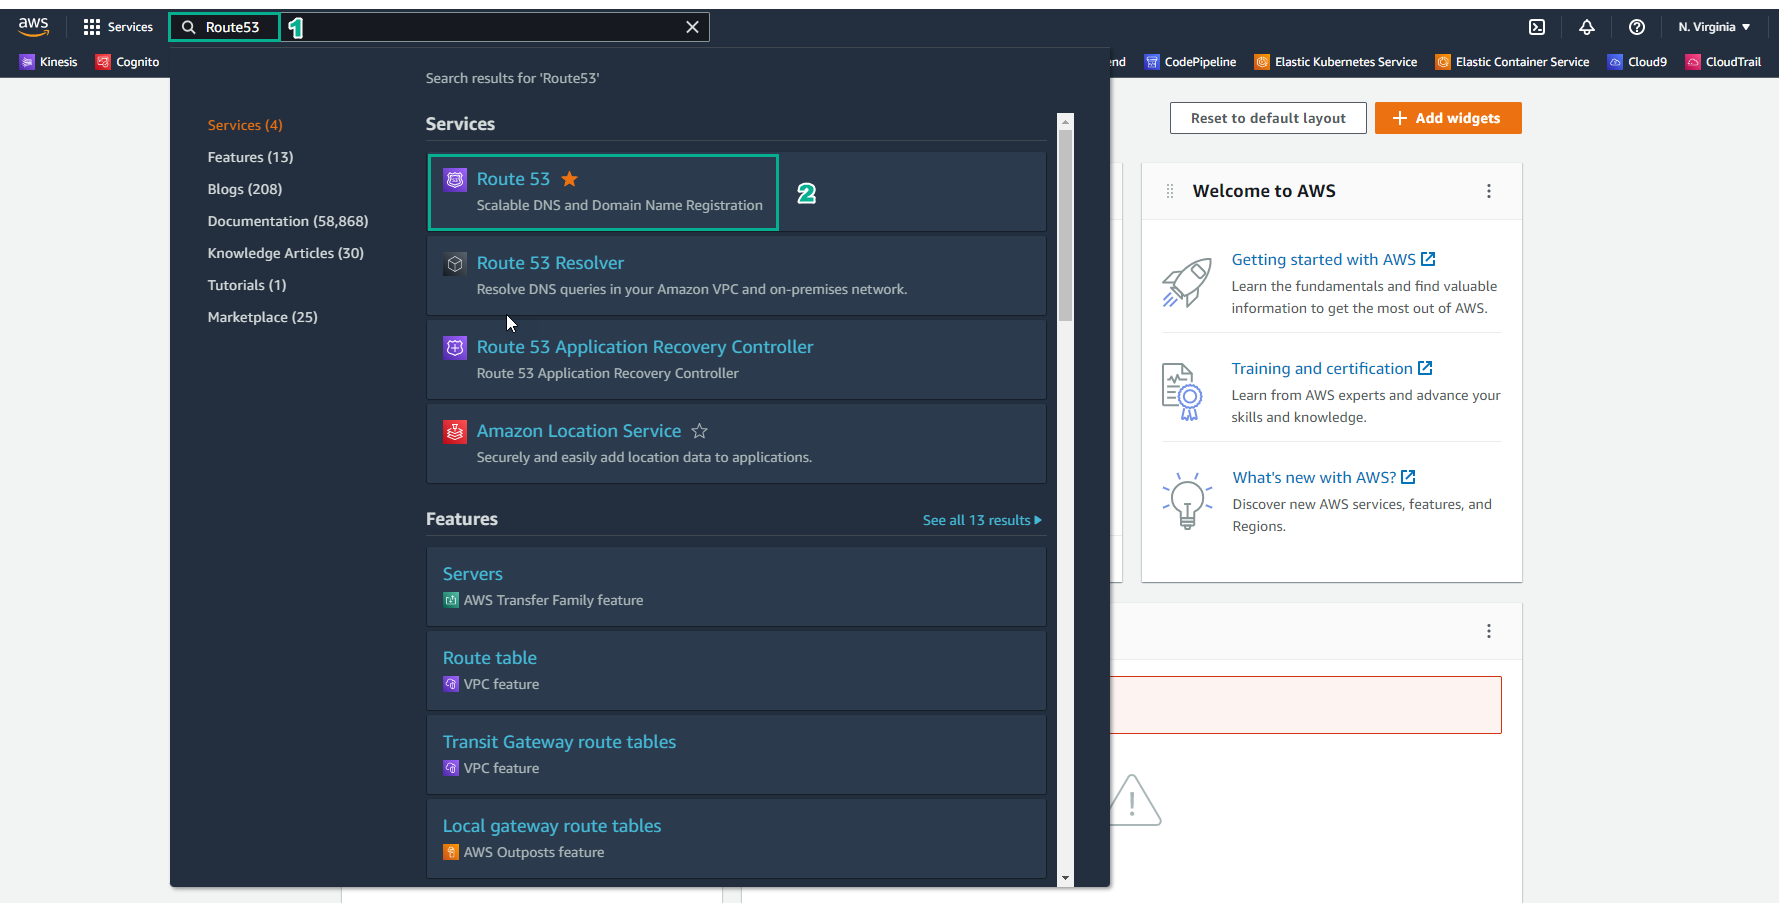 aws
Services
Route53
1
N. Virginia
Kinesis
Cognito
nd
CodePipeline
Elastic Kubernetes Service
Elastic Container Service
Cloud9
CloudTrail
Search results for 'Route53'
Services (4)
Features (13)
Blogs (208)
Documentation (58,868)
Knowledge Articles (30)
Tutorials (1)
Marketplace (25)
Services
Route 53
Scalable DNS and Domain Name Registration
2
Route 53 Resolver
Resolve DNS queries in your Amazon VPC and on-premises network.
Route 53 Application Recovery Controller
Route 53 Application Recovery Controller
Amazon Location Service
Securely and easily add location data to applications.
Features
See all 13 results
Servers
AWS Transfer Family feature
Route table
VPC feature
Transit Gateway route tables
VPC feature
Local gateway route tables
AWS Outposts feature
Reset to default layout
Add widgets
Welcome to AWS
Getting started with AWS
Learn the fundamentals and find valuable
information to get the most out of AWS.
Training and certification
Learn from AWS experts and advance your
skills and knowledge.
What's new with AWS?
Discover new AWS services, features, and
Regions.